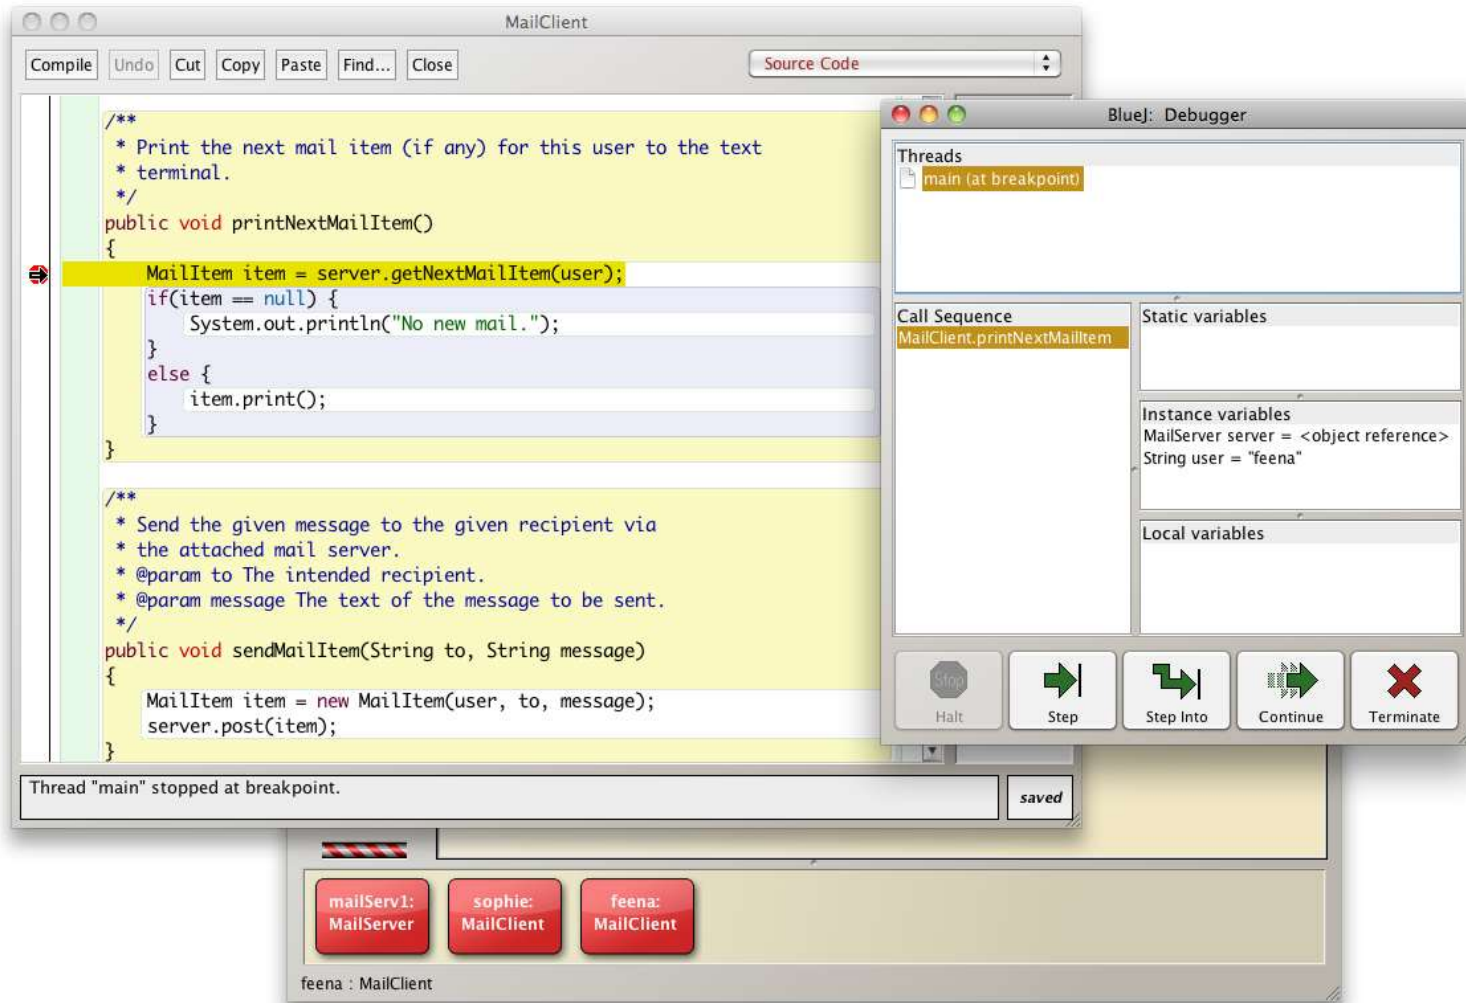 MailClient
Compile Undo Cut Copy Paste Find... Close Source Code
/**
* Print the next mail item (if any) for this user to the text
* terminal.
*/
public void printNextMailItem()
{
MailItem item = server.getNextMailItem(user);
if(item == null) {
System.out.println("No new mail.");
}
else {
item.print();
}
}
/**
* Send the given message to the given recipient via
* the attached mail server.
* @param to The intended recipient.
* @param message The text of the message to be sent.
*/
public void sendMailItem(String to, String message)
{
MailItem item = new MailItem(user, to, message);
server.post(item);
}
Thread "main" stopped at breakpoint.
saved
BlueJ: Debugger
Threads
main (at breakpoint)
Call Sequence
MailClient.printNextMailItem
Static variables
Instance variables
MailServer server = <object reference>
String user = "feena"
Local variables
Stop
Halt Step Step Into Continue Terminate
mailServ1:
MailServer
sophie:
MailClient
feena:
MailClient
feena : MailClient